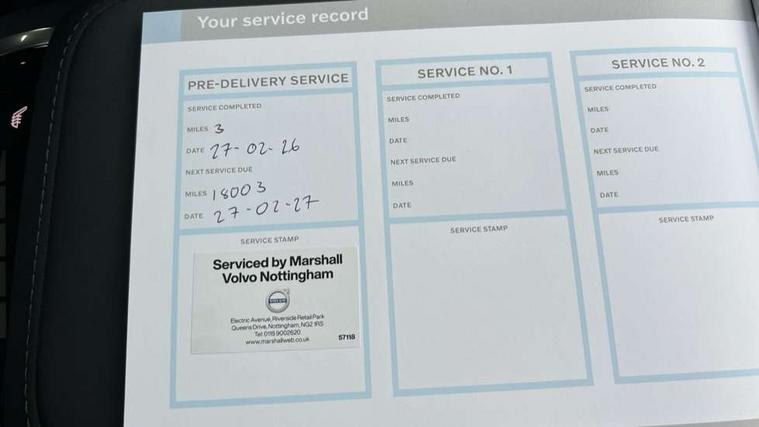 Your service record
PRE-DELIVERY SERVICE
SERVICE COMPLETED
MILES 3
DATE 27-02-26
NEXT SERVICE DUE
MILES 18003
DATE 27-02-27
SERVICE STAMP
Serviced by Marshall
Volvo Nottingham
VOLVO
Electric Avenue, Riverside Retail Park
Queens Drive, Nottingham, NG2 1RS
Tel 0115 9002620
www.marshallweb.co.uk
57118
SERVICE NO. 1
SERVICE COMPLETED
MILES
DATE
NEXT SERVICE DUE
MILES
DATE
SERVICE STAMP
SERVICE NO. 2
SERVICE COMPLETED
MILES
DATE
NEXT SERVICE DUE
MILES
DATE
SERVICE STAMP